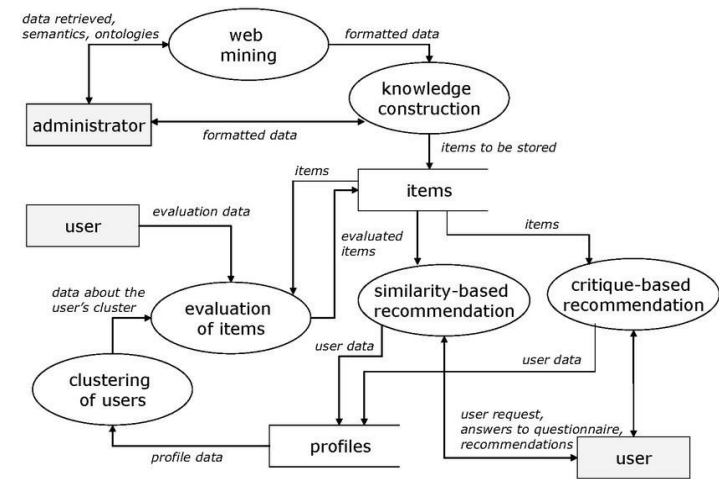 data retrieved,
semantics, ontologies
web
mining
formatted data
knowledge
construction
administrator
formatted data
items to be stored
items
items
user
evaluation data
evaluated
items
items
data about the
user's cluster
evaluation
of items
similarity-based
recommendation
critique-based
recommendation
user data
user data
clustering
of users
profile data
profiles
user request,
answers to questionnaire,
recommendations
user